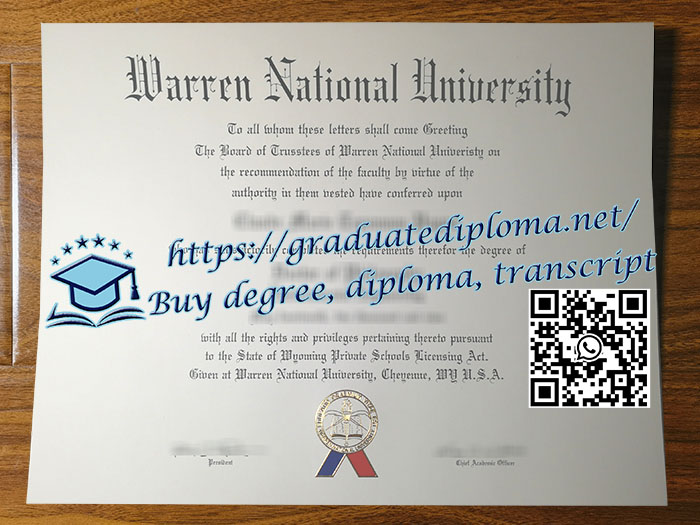 Warren National University
To all whom these letters shall come Greeting
The Board of Trusstees of Warren National Univeristy on
the recommendation of the faculty by virtue of the
authority in them vested have conferred upon
https://graduatediploma.net/
the requirements therefor the degree of
Buy degree, diploma, transcript
with all the rights and privileges pertaining thereto pursuant
to the State of Wyoming Private Schools Licensing Act.
Given at Warren National University, Cheyenne, WY U.S.A.
President
Chief Academic Officer